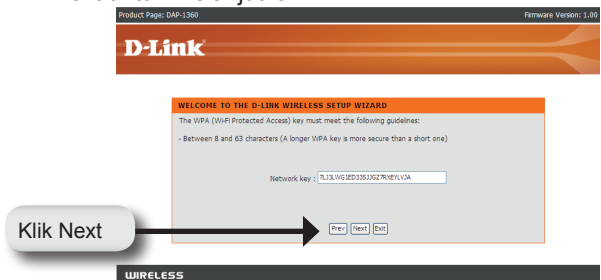 Product Page: DAP-1360 Firmware Version: 1.00
D-Link
WELCOME TO THE D-LINK WIRELESS SETUP WIZARD
The WPA (Wi-Fi Protected Access) key must meet the following guidelines:
- Between 8 and 63 characters (A longer WPA key is more secure than a short one)
Network key :
Klik Next
Prev Next Exit
WIRELESS